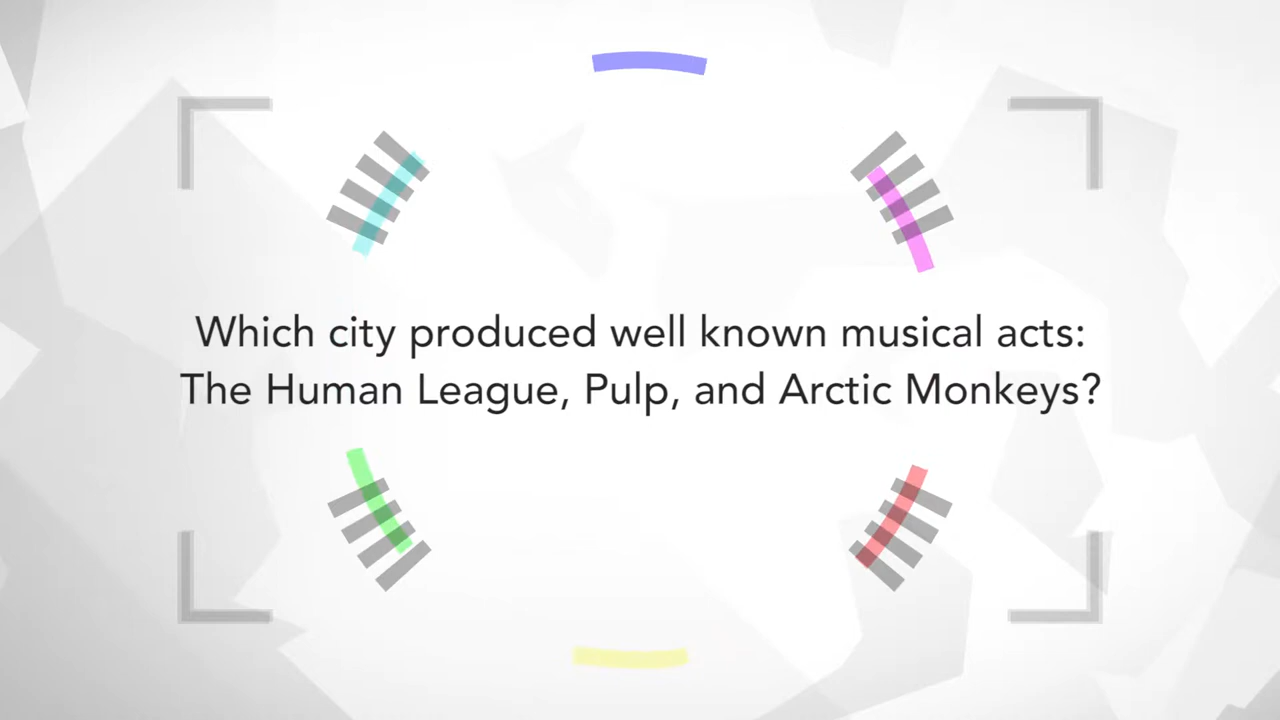 Which city produced well known musical acts:
The Human League, Pulp, and Arctic Monkeys?